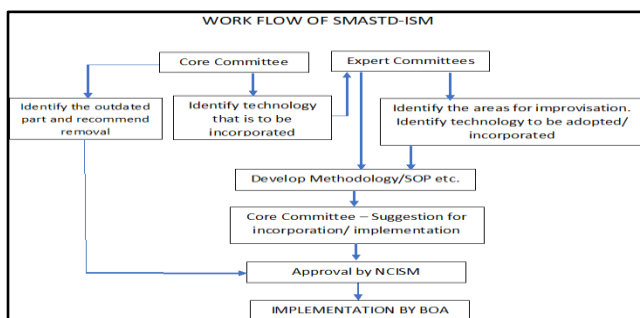 WORK FLOW OF SMASTD-ISM
Core Committee
Expert Committees
Identify the outdated
part and recommend
removal
Identify technology
that is to be
incorporated
Identify the areas for improvisation.
Identify technology to be adopted/
incorporated
Develop Methodology/SOP etc.
Core Committee – Suggestion for
incorporation/ implementation
Approval by NCISM
IMPLEMENTATION BY BOA